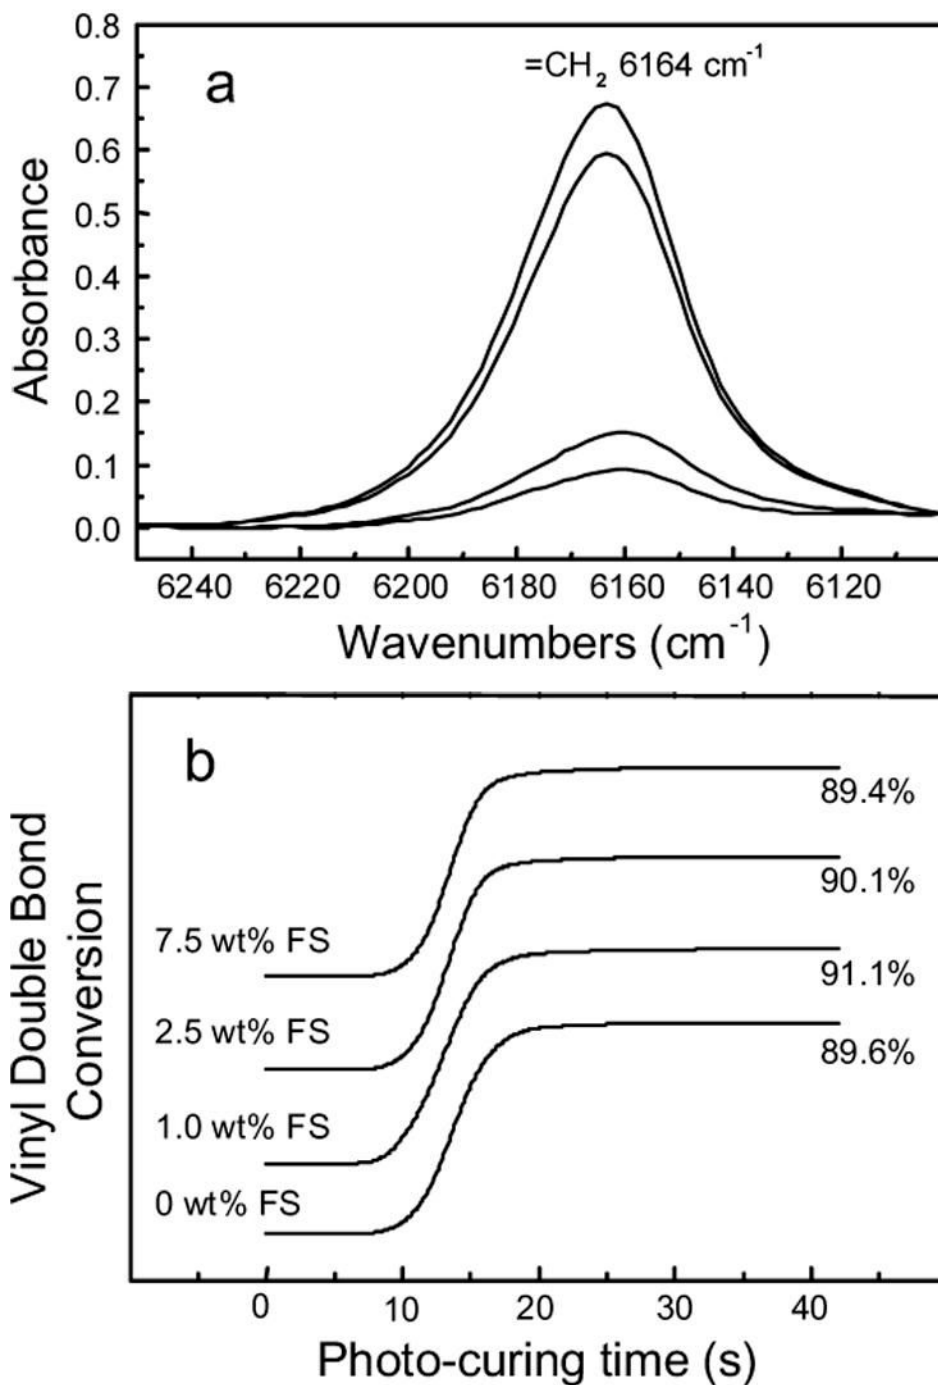 a
=CH₂ 6164 cm⁻¹
0.8
0.7
0.6
0.5
0.4
0.3
0.2
0.1
0.0
Absorbance
6240 6220 6200 6180 6160 6140 6120
Wavenumbers (cm⁻¹)
b
89.4%
90.1%
91.1%
89.6%
7.5 wt% FS
2.5 wt% FS
1.0 wt% FS
0 wt% FS
Vinyl Double Bond
Conversion
0 10 20 30 40
Photo-curing time (s)